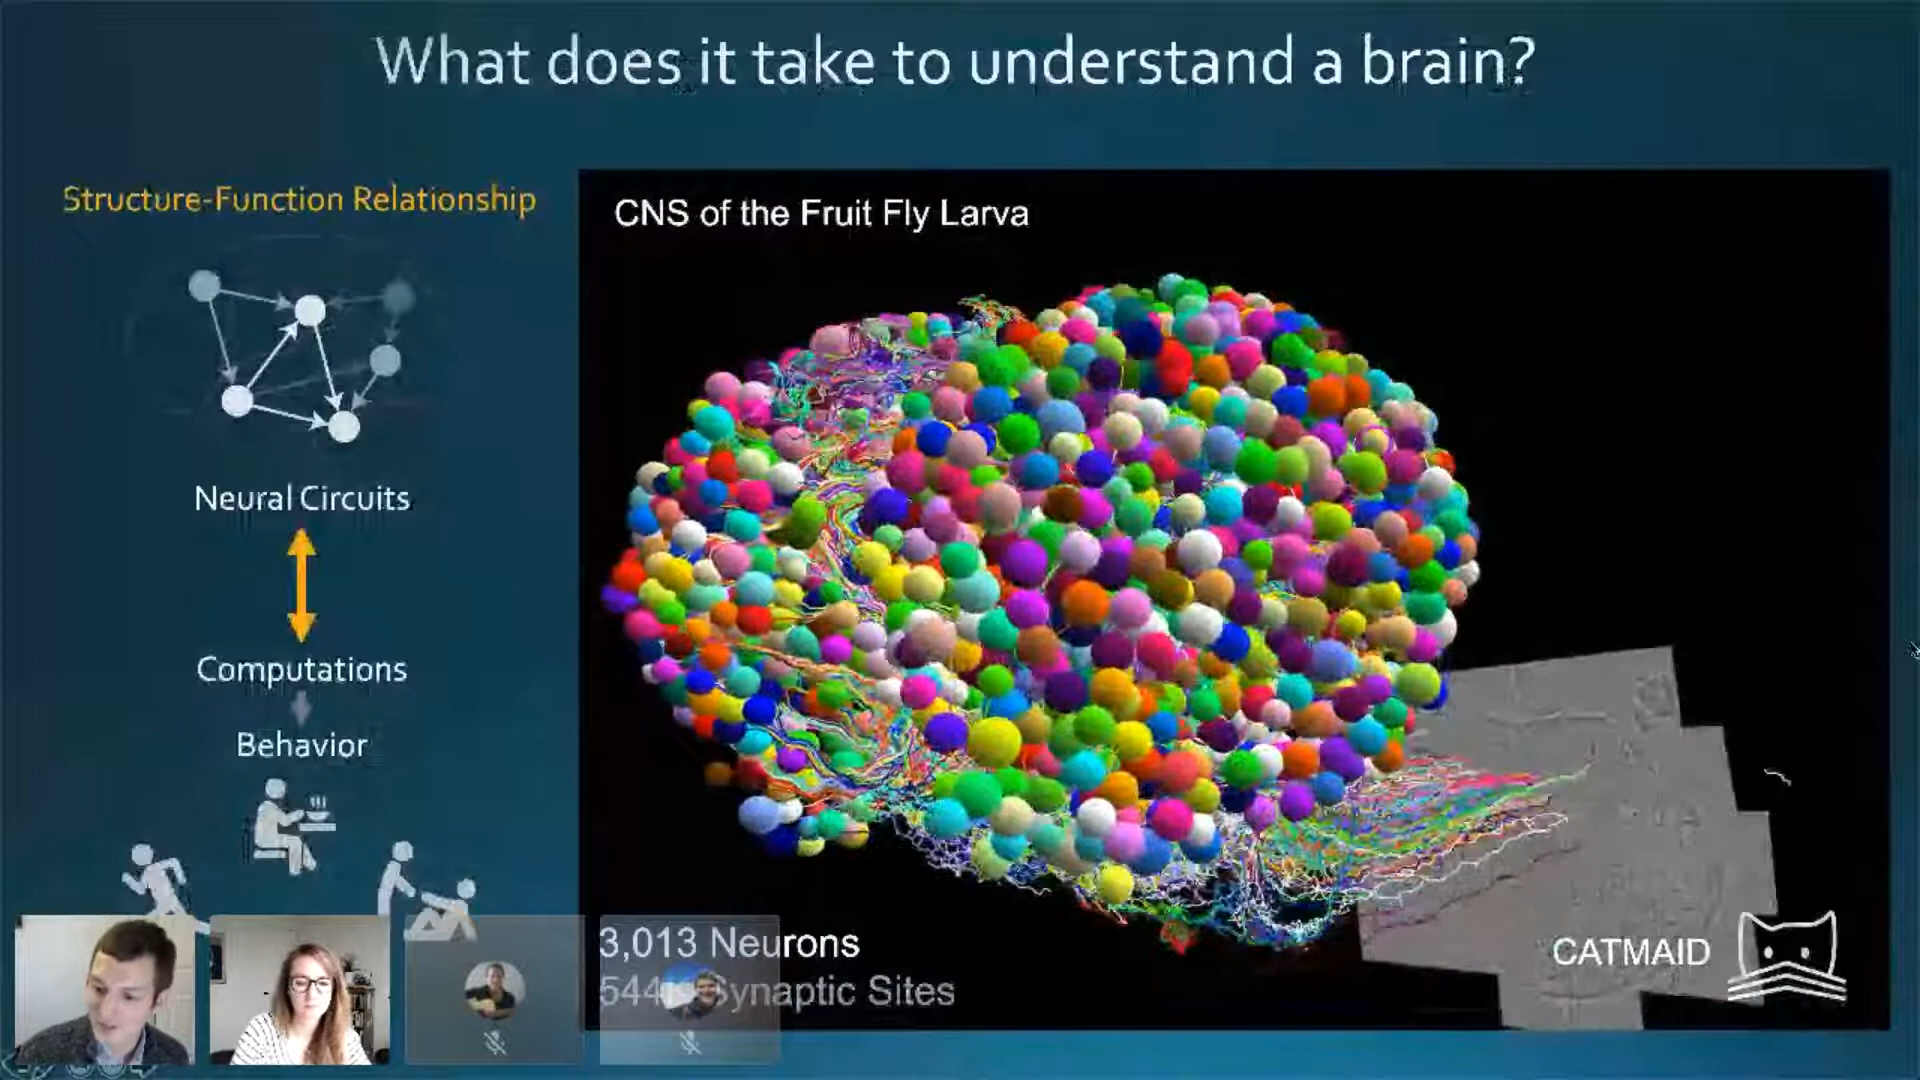 What does it take to understand a brain?
Structure-Function Relationship
Neural Circuits
Computations
Behavior
CNS of the Fruit Fly Larva
3,013 Neurons
Synaptic Sites
CATMAID